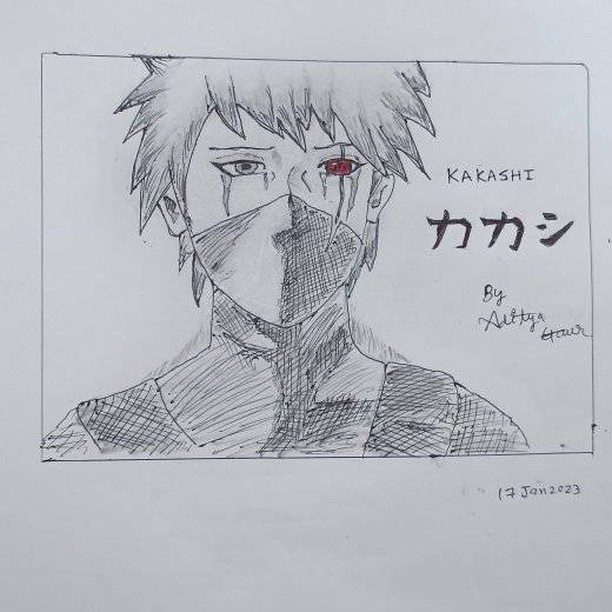 KAKASHI
カカシ
By
Aditya
Gaur
17 Jan 2023